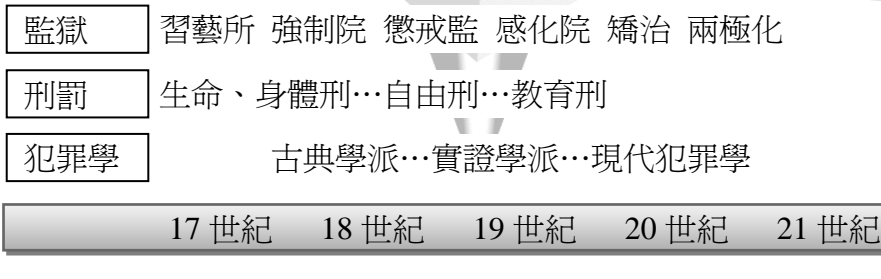 監獄 習藝所 強制院 懲戒監 感化院 矯治 兩極化
刑罰 生命、身體刑…自由刑…教育刑
犯罪學 古典學派…實證學派…現代犯罪學
17 世紀 18 世紀 19 世紀 20 世紀 21 世紀